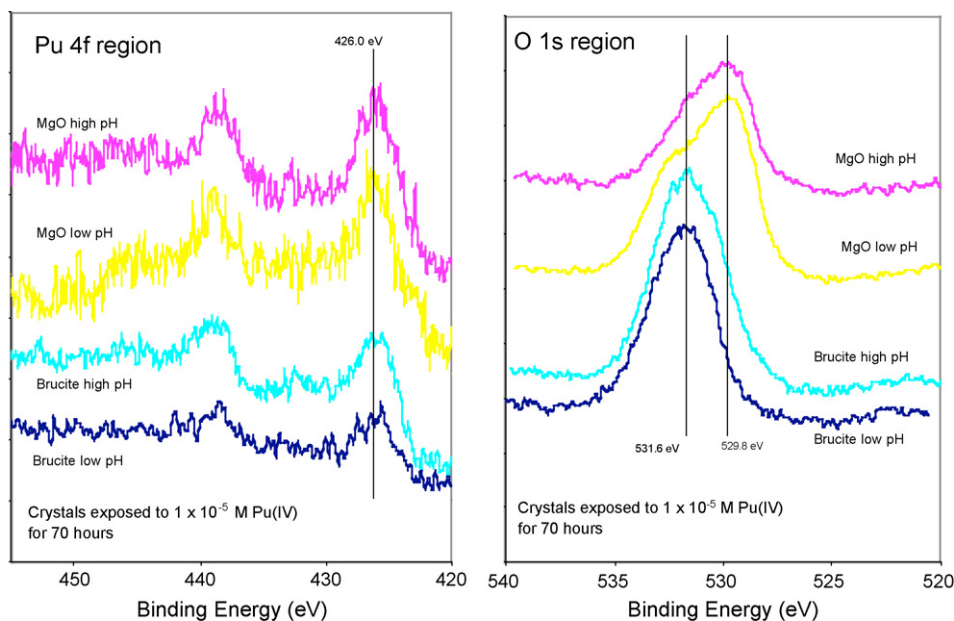 Pu 4f region
426.0 eV
MgO high pH
MgO low pH
Brucite high pH
Brucite low pH
Crystals exposed to 1 x 10⁻⁵ M Pu(IV)
for 70 hours
450
440
430
420
Binding Energy (eV)
O 1s region
MgO high pH
MgO low pH
Brucite high pH
531.6 eV
529.8 eV
Brucite low pH
Crystals exposed to 1 x 10⁻⁵ M Pu(IV)
for 70 hours
540
535
530
525
520
Binding Energy (eV)